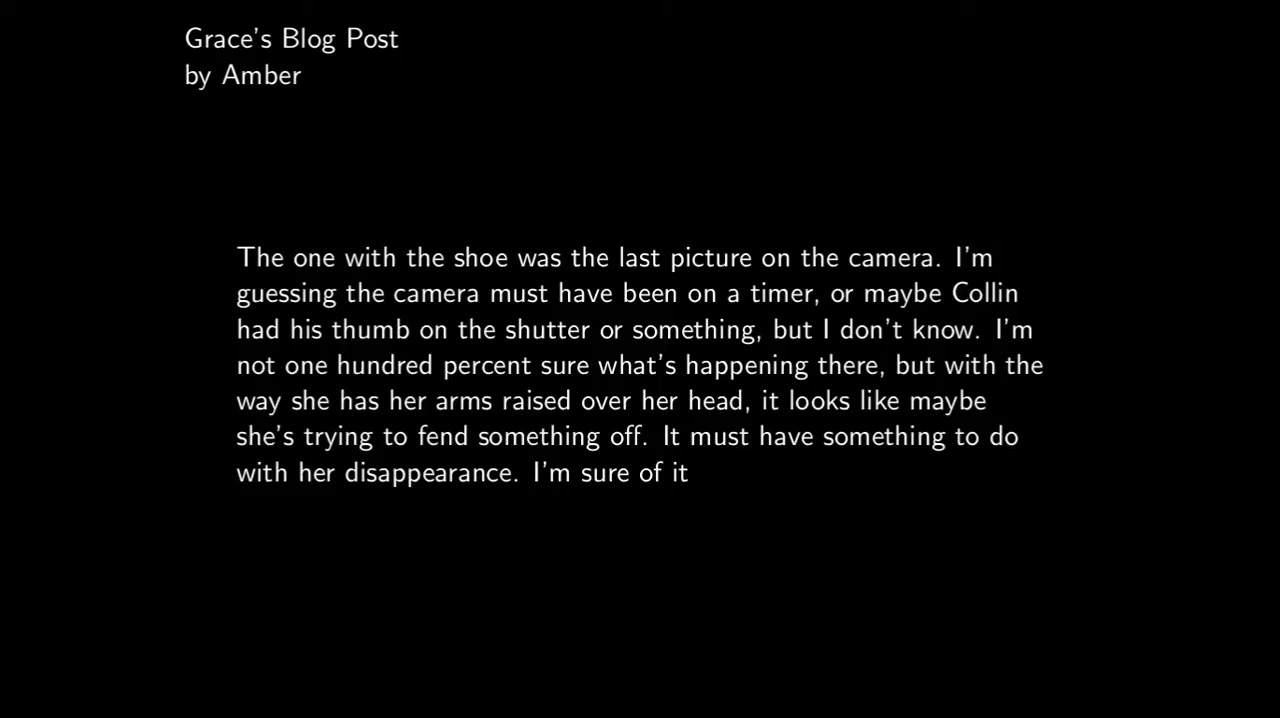 Grace's Blog Post
by Amber
The one with the shoe was the last picture on the camera. I'm
guessing the camera must have been on a timer, or maybe Collin
had his thumb on the shutter or something, but I don't know. I'm
not one hundred percent sure what's happening there, but with the
way she has her arms raised over her head, it looks like maybe
she's trying to fend something off. It must have something to do
with her disappearance. I'm sure of it